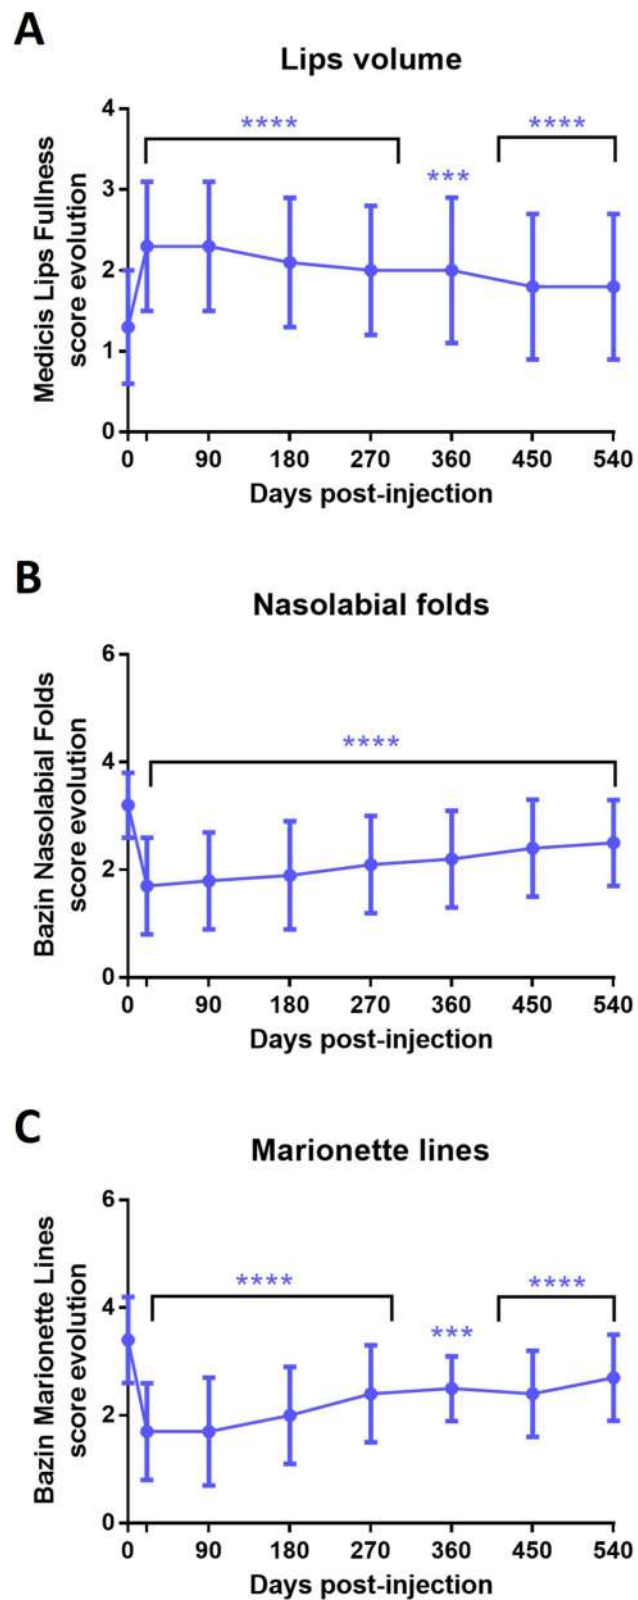 A
Lips volume
Medicis Lips Fullness
score evolution
4
3
2
1
0
****
***
****
0 90 180 270 360 450 540
Days post-injection
B
Nasolabial folds
Bazin Nasolabial Folds
score evolution
6
4
2
0
****
0 90 180 270 360 450 540
Days post-injection
C
Marionette lines
Bazin Marionette Lines
score evolution
6
4
2
0
****
***
****
0 90 180 270 360 450 540
Days post-injection